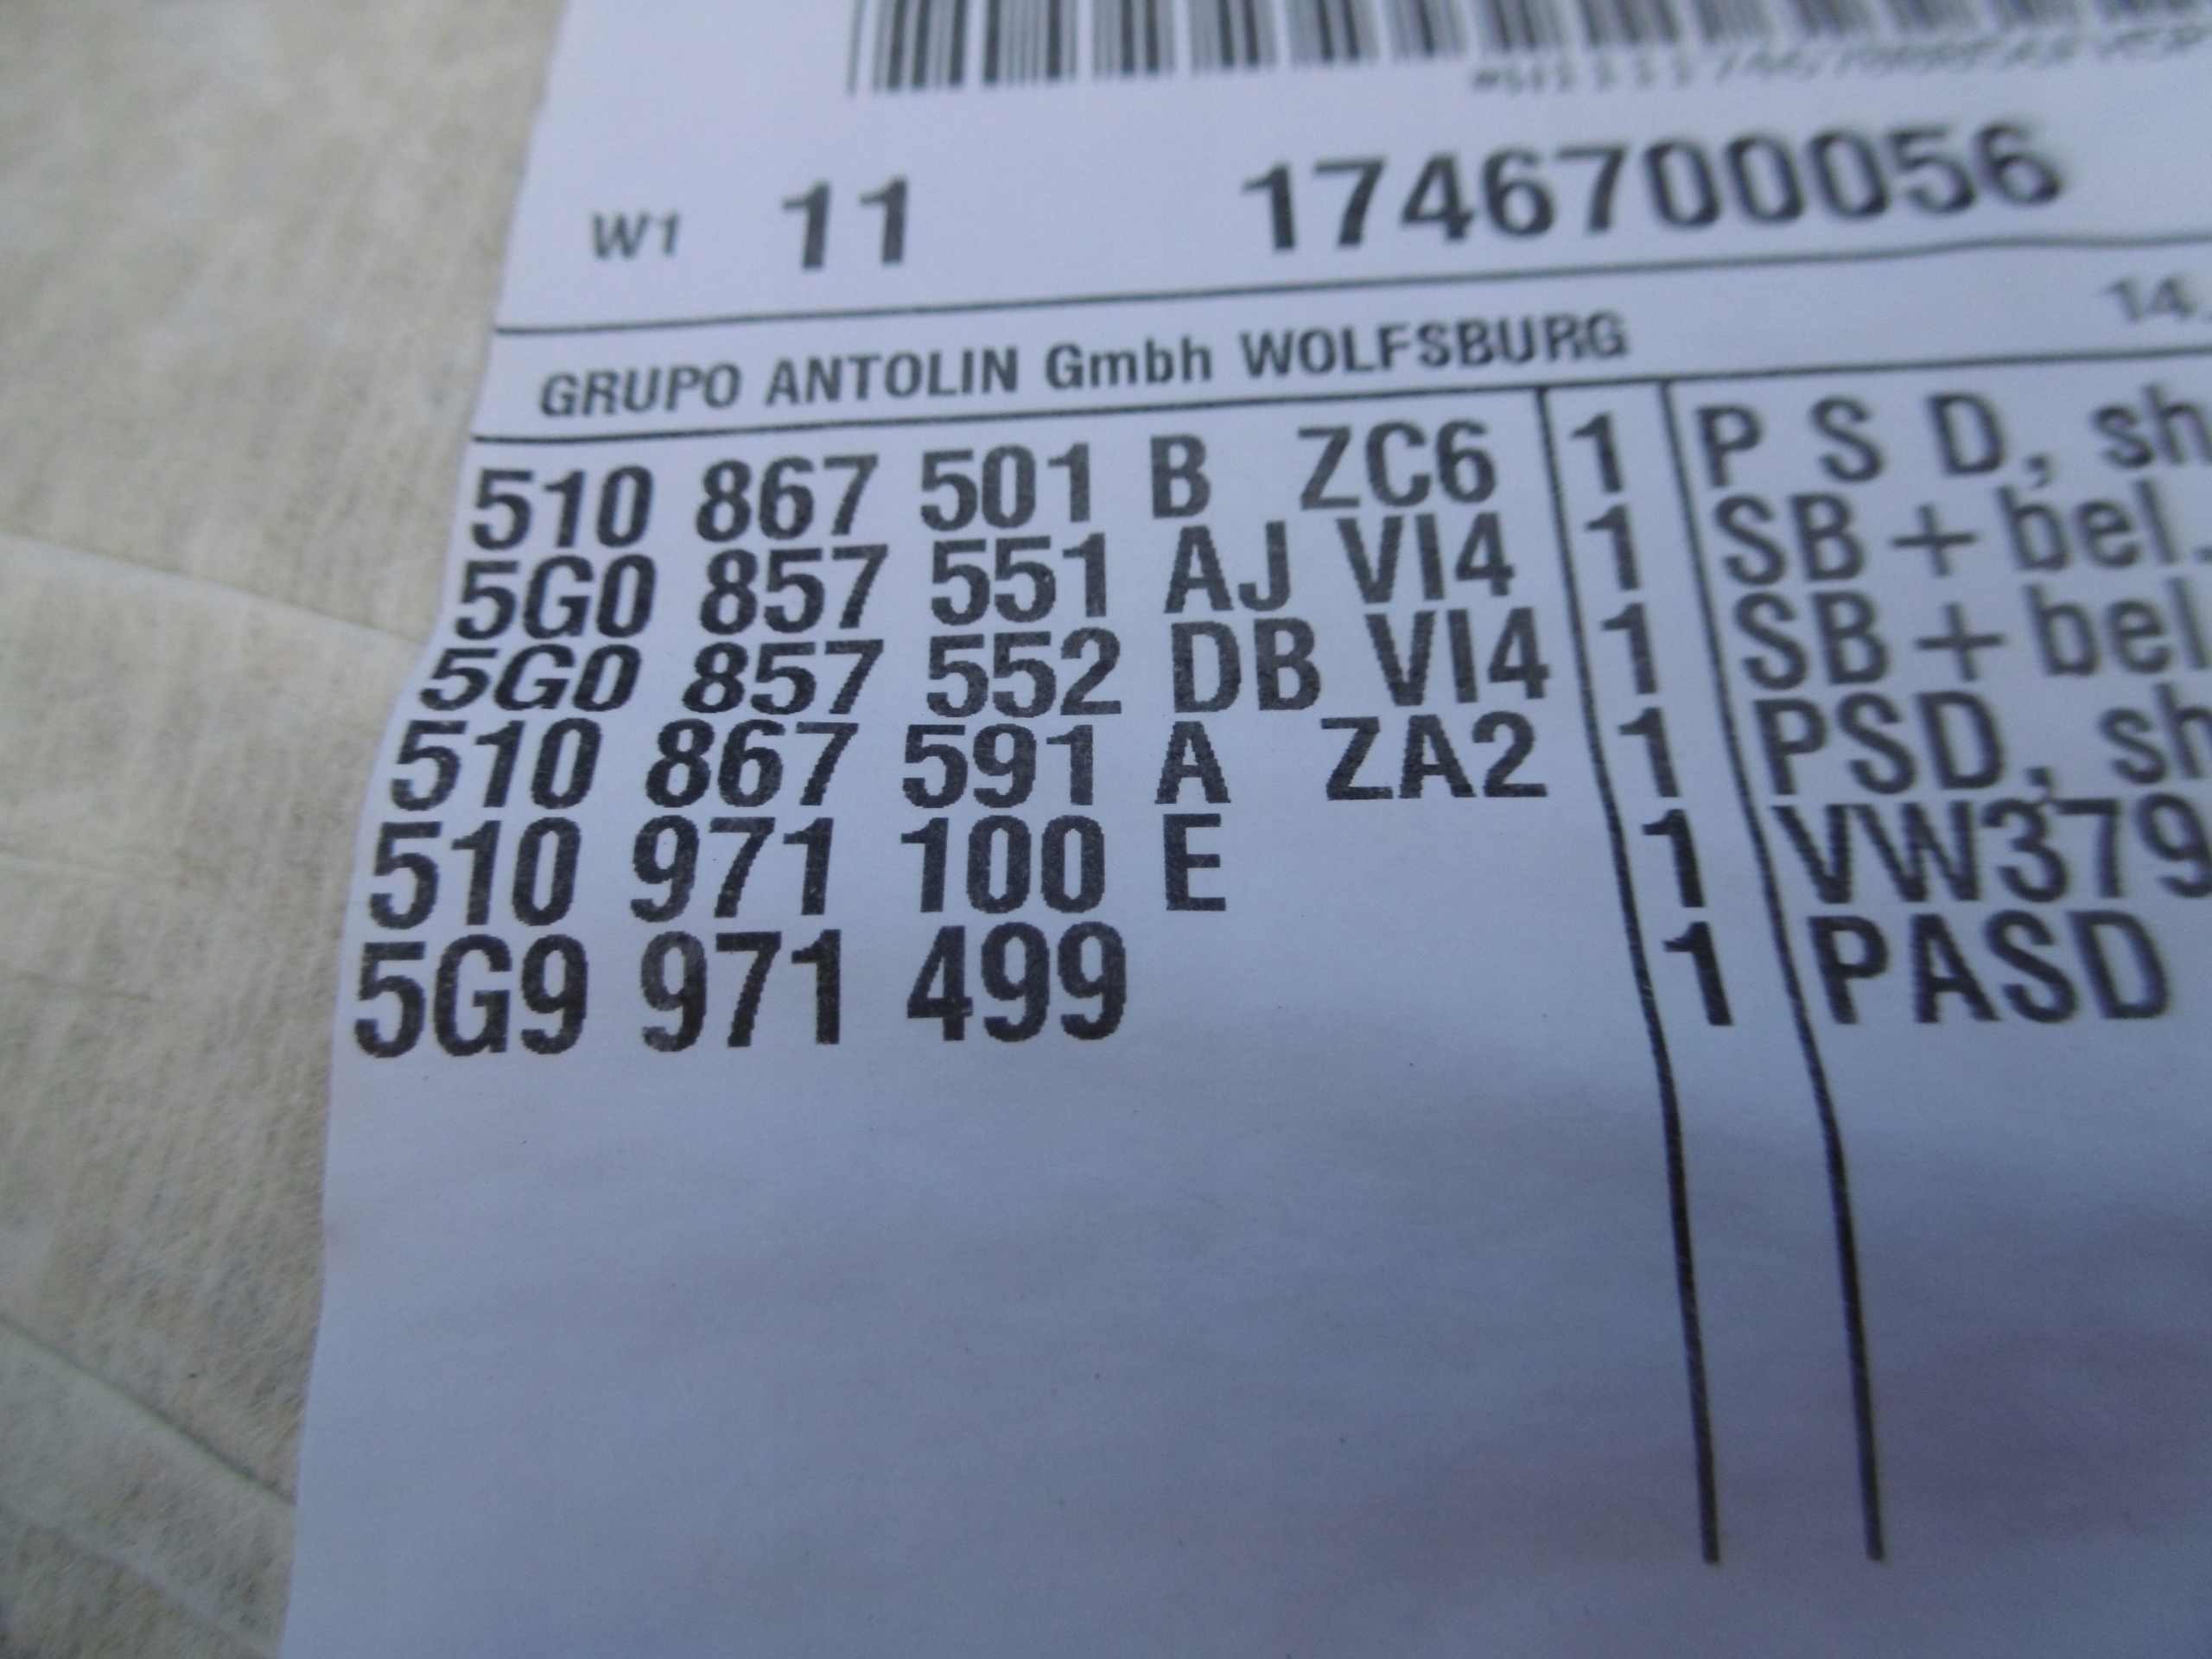 W1 11 1746700056
GRUPO ANTOLIN Gmbh WOLFSBURG 14.
510 867 501 B ZC6 1 P S D, sh
5G0 857 551 AJ VI4 1 SB + bel.
5G0 857 552 DB VI4 1 SB + bel
510 867 591 A ZA2 1 PSD, sh
510 971 100 E 1 VW379
5G9 971 499 1 PASD